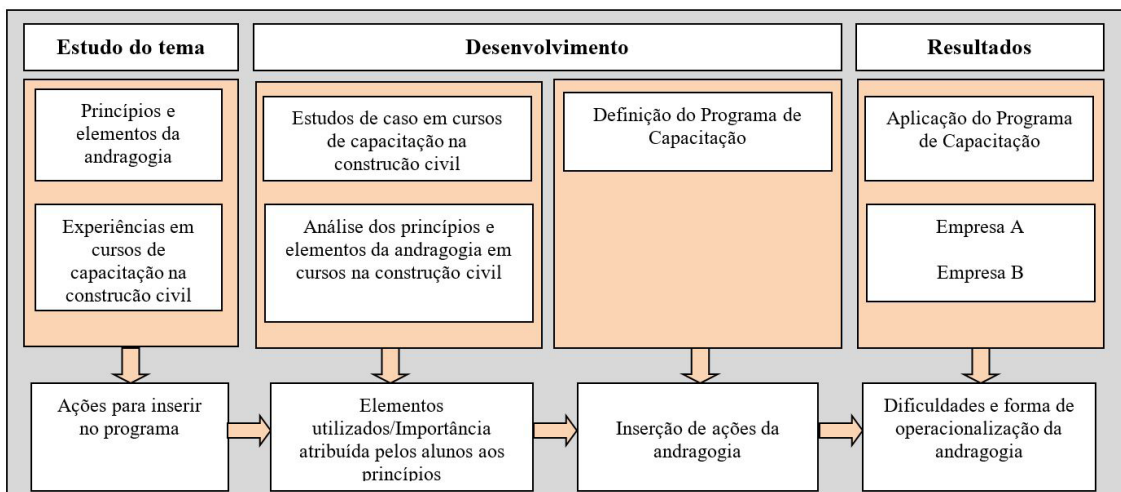 Estudo do tema
Desenvolvimento
Resultados
Princípios e
elementos da
andragogia
Experiências em
cursos de
capacitação na
construcão civil
Estudos de caso em cursos
de capacitação na
construcão civil
Análise dos princípios e
elementos da andragogia em
cursos na construção civil
Definição do Programa de
Capacitação
Aplicação do Programa
de Capacitação
Empresa A
Empresa B
Ações para inserir
no programa
Elementos
utilizados/Importância
atribuída pelos alunos aos
princípios
Inserção de ações da
andragogia
Dificuldades e forma de
operacionalização da
andragogia